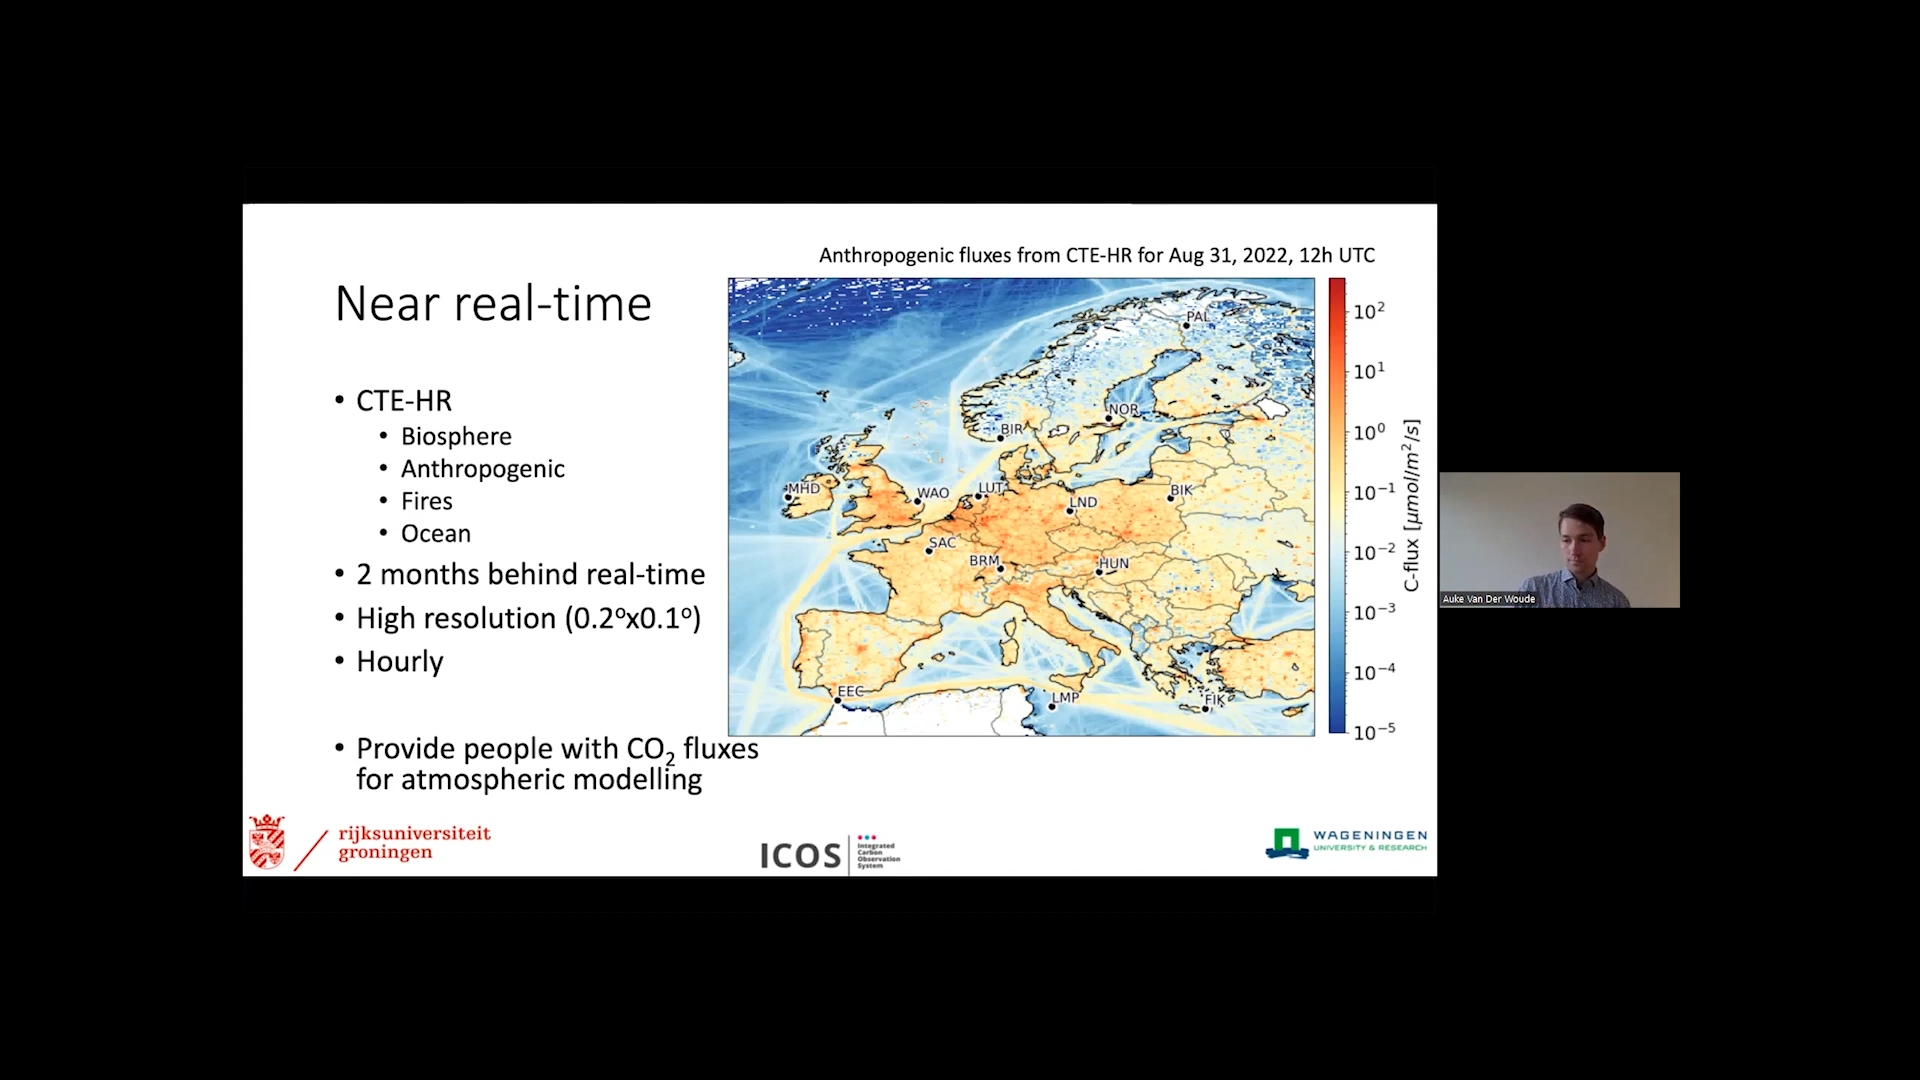 Anthropogenic fluxes from CTE-HR for Aug 31, 2022, 12h UTC
Near real-time
• CTE-HR
• Biosphere
• Anthropogenic
• Fires
• Ocean
• 2 months behind real-time
• High resolution (0.2ºx0.1º)
• Hourly
• Provide people with CO₂ fluxes
for atmospheric modelling
PAL
NOR
BIR
MHD
WAO
LUT
LND
BIK
SAC
BRM
HUN
EEC
LMP
FIK
10²
10¹
10⁰
10⁻¹
10⁻²
10⁻³
10⁻⁴
10⁻⁵
C-flux [μmol/m²/s]
Auke Van Der Woude
rijksuniversiteit
groningen
ICOS
Integrated
Carbon
Observation
System
WAGENINGEN
UNIVERSITY & RESEARCH